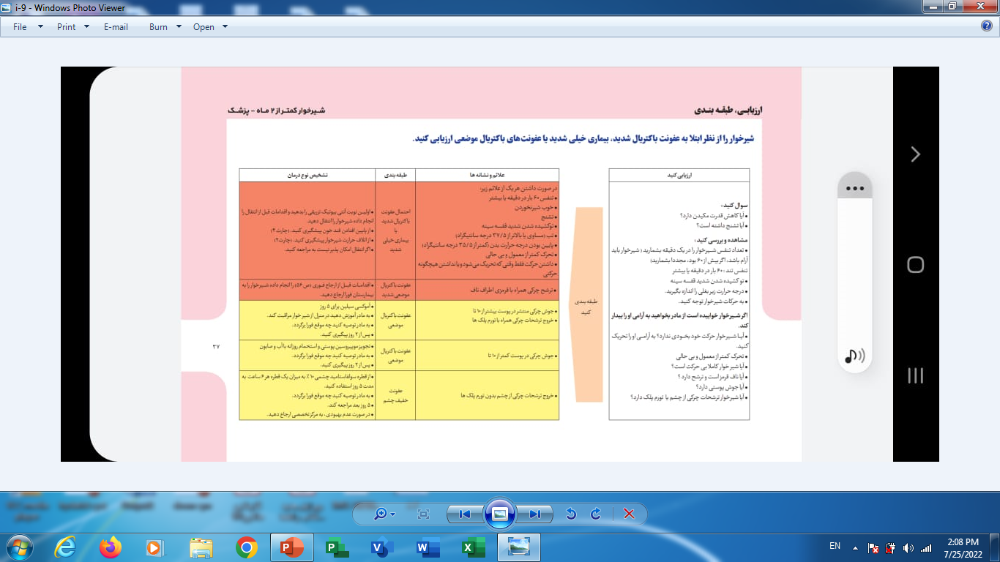 i-9 - Windows Photo Viewer
File
Print
E-mail
Burn
Open
ارزیابی، طبقه بندی
شیرخوار کمتر از ۲ ماه - پزشک
شیرخوار را از نظر ابتلا به عفونت باکتریال شدید، بیماری خیلی شدید یا عفونت‌های باکتریال موضعی ارزیابی کنید.
ارزیابی کنید
سوال کنید :
• آیا کاهش قدرت مکیدن دارد؟
• آیا تشنج داشته است؟
مشاهده و بررسی کنید :
• تعداد تنفس شیرخوار را در یک دقیقه بشمارید ( شیرخوار باید
آرام باشد، اگر بیش از ۶۰ بود، مجددا بشمارید)
تنفس تند : ۶۰ بار در دقیقه یا بیشتر
• تو کشیده شدن شدید قفسه سینه
• درجه حرارت زیر بغلی را اندازه بگیرید.
• به حرکات شیرخوار توجه کنید.
اگر شیرخوار خوابیده است از مادر بخواهید به آرامی او را بیدار
کند.
• آیا شیرخوار حرکت خود بخودی ندارد؟ به آرامی او را تحریک
کنید.
• تحرک کمتر از معمول و بی حالی
• آیا شیر خوار کاملا بی حرکت است؟
• آیا ناف قرمز است و ترشح دارد ؟
• آیا جوش پوستی دارد؟
• آیا شیرخوار ترشحات چرکی از چشم یا تورم پلک دارد؟
طبقه بندی
کنید
علائم و نشانه ها
طبقه بندی
تشخیص نوع درمان
در صورت داشتن هر یک از علائم زیر:
• تنفس ۶۰ بار در دقیقه یا بیشتر
• خوب شیر نخوردن
• تشنج
• توکشیده شدن شدید قفسه سینه
• تب (مساوی یا بالاتر از ۳۷/۵ درجه سانتیگراد)
• پایین بودن درجه حرارت بدن (کمتر از ۳۵/۵ درجه سانتیگراد)
• تحرک کمتر از معمول و بی حالی
• داشتن حرکت فقط وقتی که تحریک می‌شود و یا نداشتن هیچگونه
حرکتی
احتمال عفونت
باکتریال شدید
یا
بیماری خیلی
شدید
• اولین نوبت آنتی بیوتیک تزریقی را بدهید و اقدامات قبل از انتقال را
انجام داده شیرخوار را انتقال دهید.
• از پایین افتادن قند خون پیشگیری کنید. (چارت ۴)
• از اتلاف حرارت شیرخوار پیشگیری کنید. (چارت۴)
• اگر انتقال امکان پذیر نیست به مراجعه کنید.
• ترشح چرکی همراه با قرمزی اطراف ناف
عفونت باکتریال
موضعی شدید
• اقدامات قبل از ارجاع فوری (ص ۵۶) را انجام داده شیرخوار را به
بیمارستان فورا ارجاع دهید.
• جوش چرکی منتشر در پوست بیشتر از ۱۰ تا
• خروج ترشحات چرکی همراه با تورم پلک ها
عفونت باکتریال
موضعی
• آموکسی سیلین برای ۵ روز
• به مادر آموزش دهید در منزل از شیر خوار مراقبت کند.
• به مادر توصیه کنید چه موقع فورا برگردد.
• پس از ۲ روز پیگیری کنید.
• جوش چرکی در پوست کمتر از ۱۰ تا
عفونت باکتریال
موضعی
• تجویز موپیروسین پوستی و استحمام روزانه با آب و صابون
• به مادر توصیه کنید چه موقع فورا برگردد.
• پس از ۲ روز پیگیری کنید.
• خروج ترشحات چرکی از چشم بدون تورم پلک ها
عفونت
خفیف چشم
• از قطره سولفاستامید چشمی ۱۰ ٪ به میزان یک قطره هر ۶ ساعت به
مدت ۵ روز استفاده کنید.
• به مادر توصیه کنید چه موقع فورا برگردد.
• ۵ روز بعد مراجعه کند.
• در صورت عدم بهبودی ، به مرکز تخصصی ارجاع دهید.
۳۷
EN
2:08 PM
7/25/2022